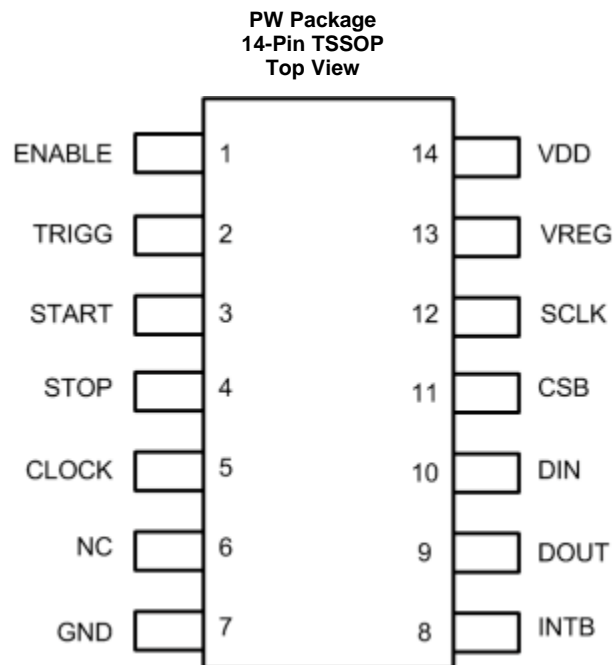 PW Package
14-Pin TSSOP
Top View
ENABLE 1 14 VDD
TRIGG 2 13 VREG
START 3 12 SCLK
STOP 4 11 CSB
CLOCK 5 10 DIN
NC 6 9 DOUT
GND 7 8 INTB